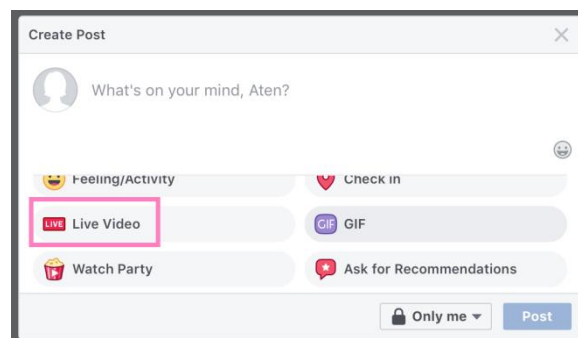 Create Post
What's on your mind, Aten?
Feeling/Activity
Check in
LIVE Live Video
GIF GIF
Watch Party
Ask for Recommendations
Only me
Post